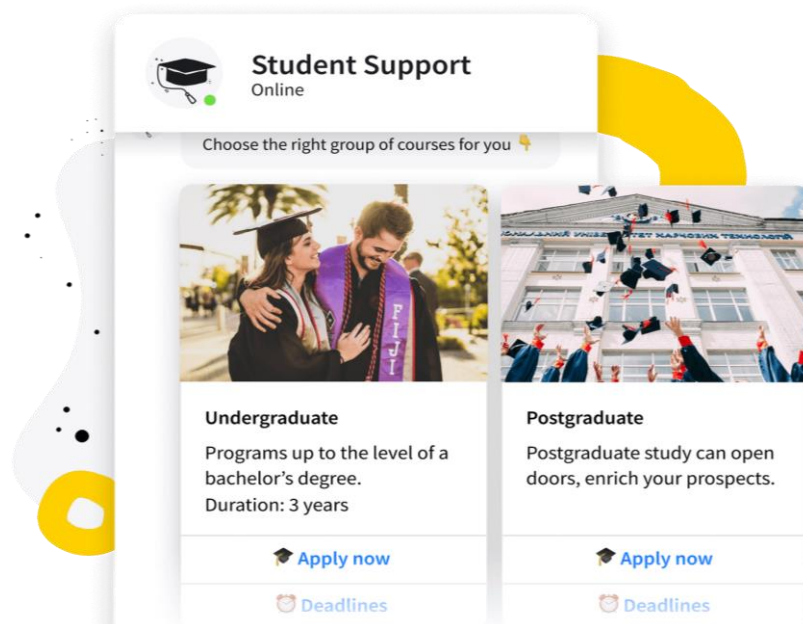 Student Support
Online
Choose the right group of courses for you 👇
FIJI
ХАРЧОВИХ ТЕХНОЛОГІЙ
Undergraduate
Programs up to the level of a
bachelor’s degree.
Duration: 3 years
🎓 Apply now
⏰ Deadlines
Postgraduate
Postgraduate study can open
doors, enrich your prospects.
🎓 Apply now
⏰ Deadlines